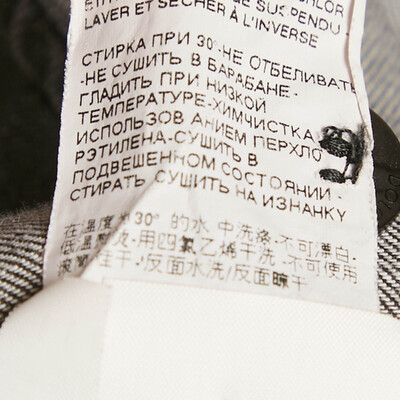 SUSPENDU -
LAVER ET SECHER A L'INVERSE
СТИРКА ПРИ 30°-НЕ ОТБЕЛИВАТЬ
-НЕ СУШИТЬ В БАРАБАНЕ-
ГЛАДИТЬ ПРИ НИЗКОЙ
ТЕМПЕРАТУРЕ-ХИМЧИСТКА
ИСПОЛЬЗОВ АНИЕМ ПЕРХЛО
РЭТИЛЕНА-СУШИТЬ В
ПОДВЕШЕННОМ СОСТОЯНИИ -
СТИРАТЬ СУШИТЬ НА ИЗНАНКУ
在温度为30° 的水 中洗涤·不可漂白·
低温熨烫·用四氯乙烯干洗·不可使用
挂干·反面水洗/反面晾干